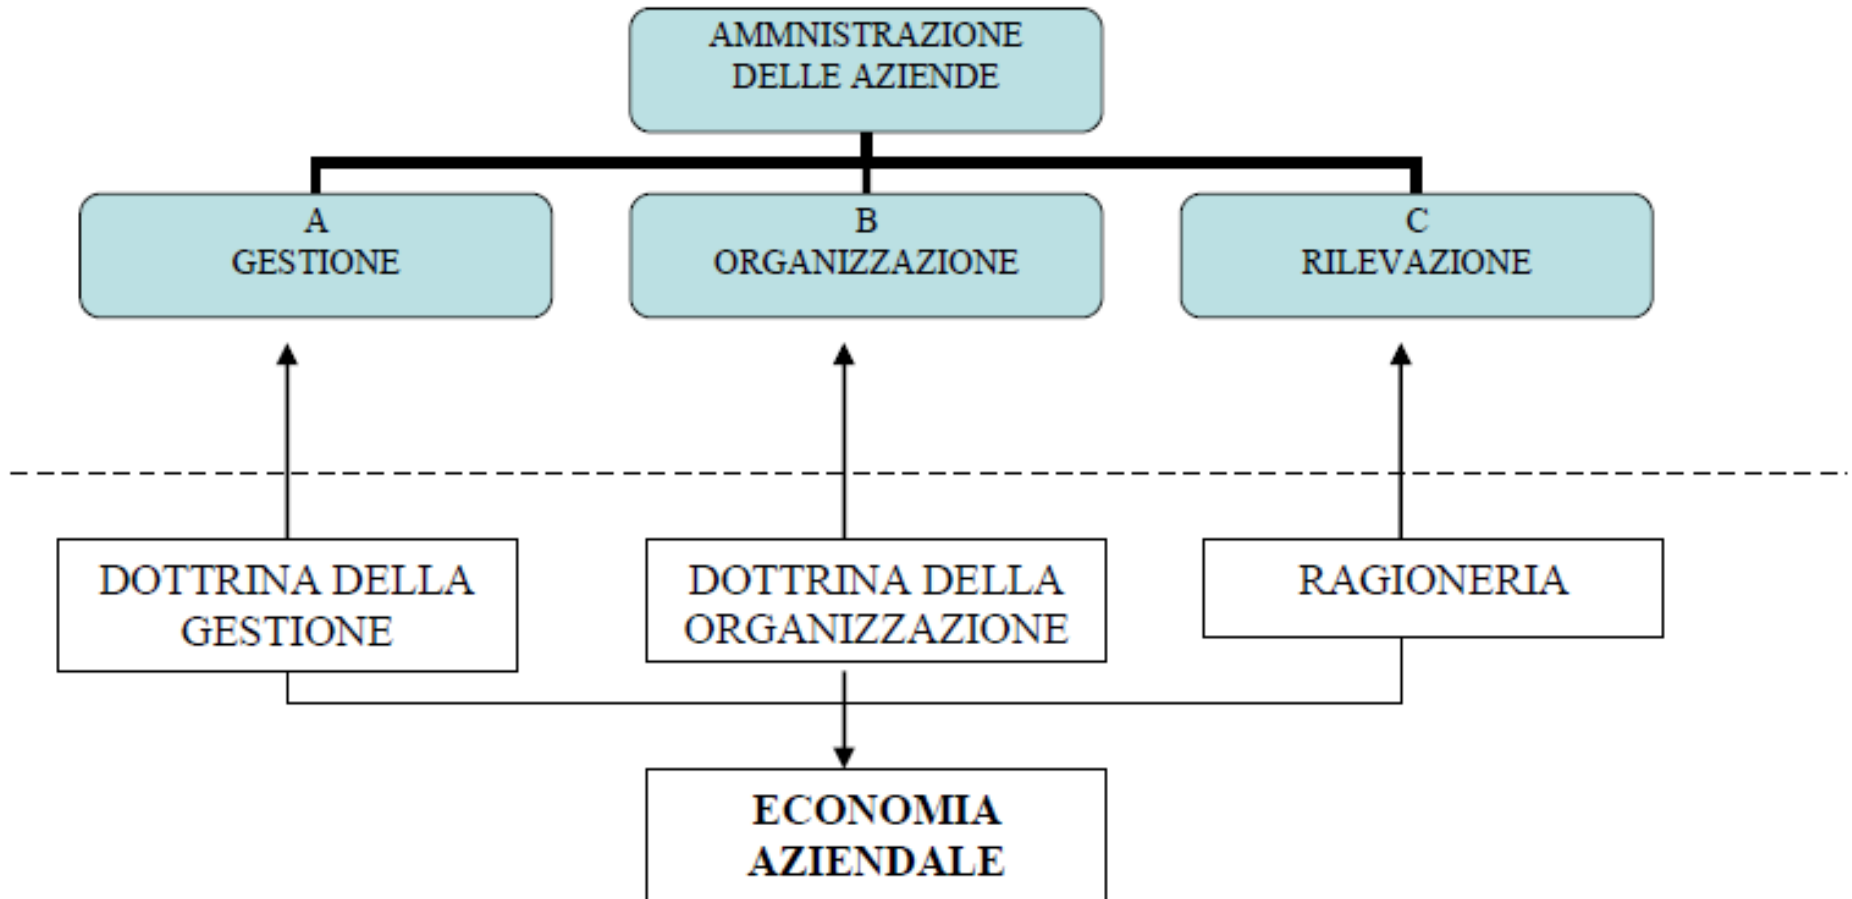 AMMNISTRAZIONE
DELLE AZIENDE
A
GESTIONE
B
ORGANIZZAZIONE
C
RILEVAZIONE
DOTTRINA DELLA
GESTIONE
DOTTRINA DELLA
ORGANIZZAZIONE
RAGIONERIA
ECONOMIA
AZIENDALE